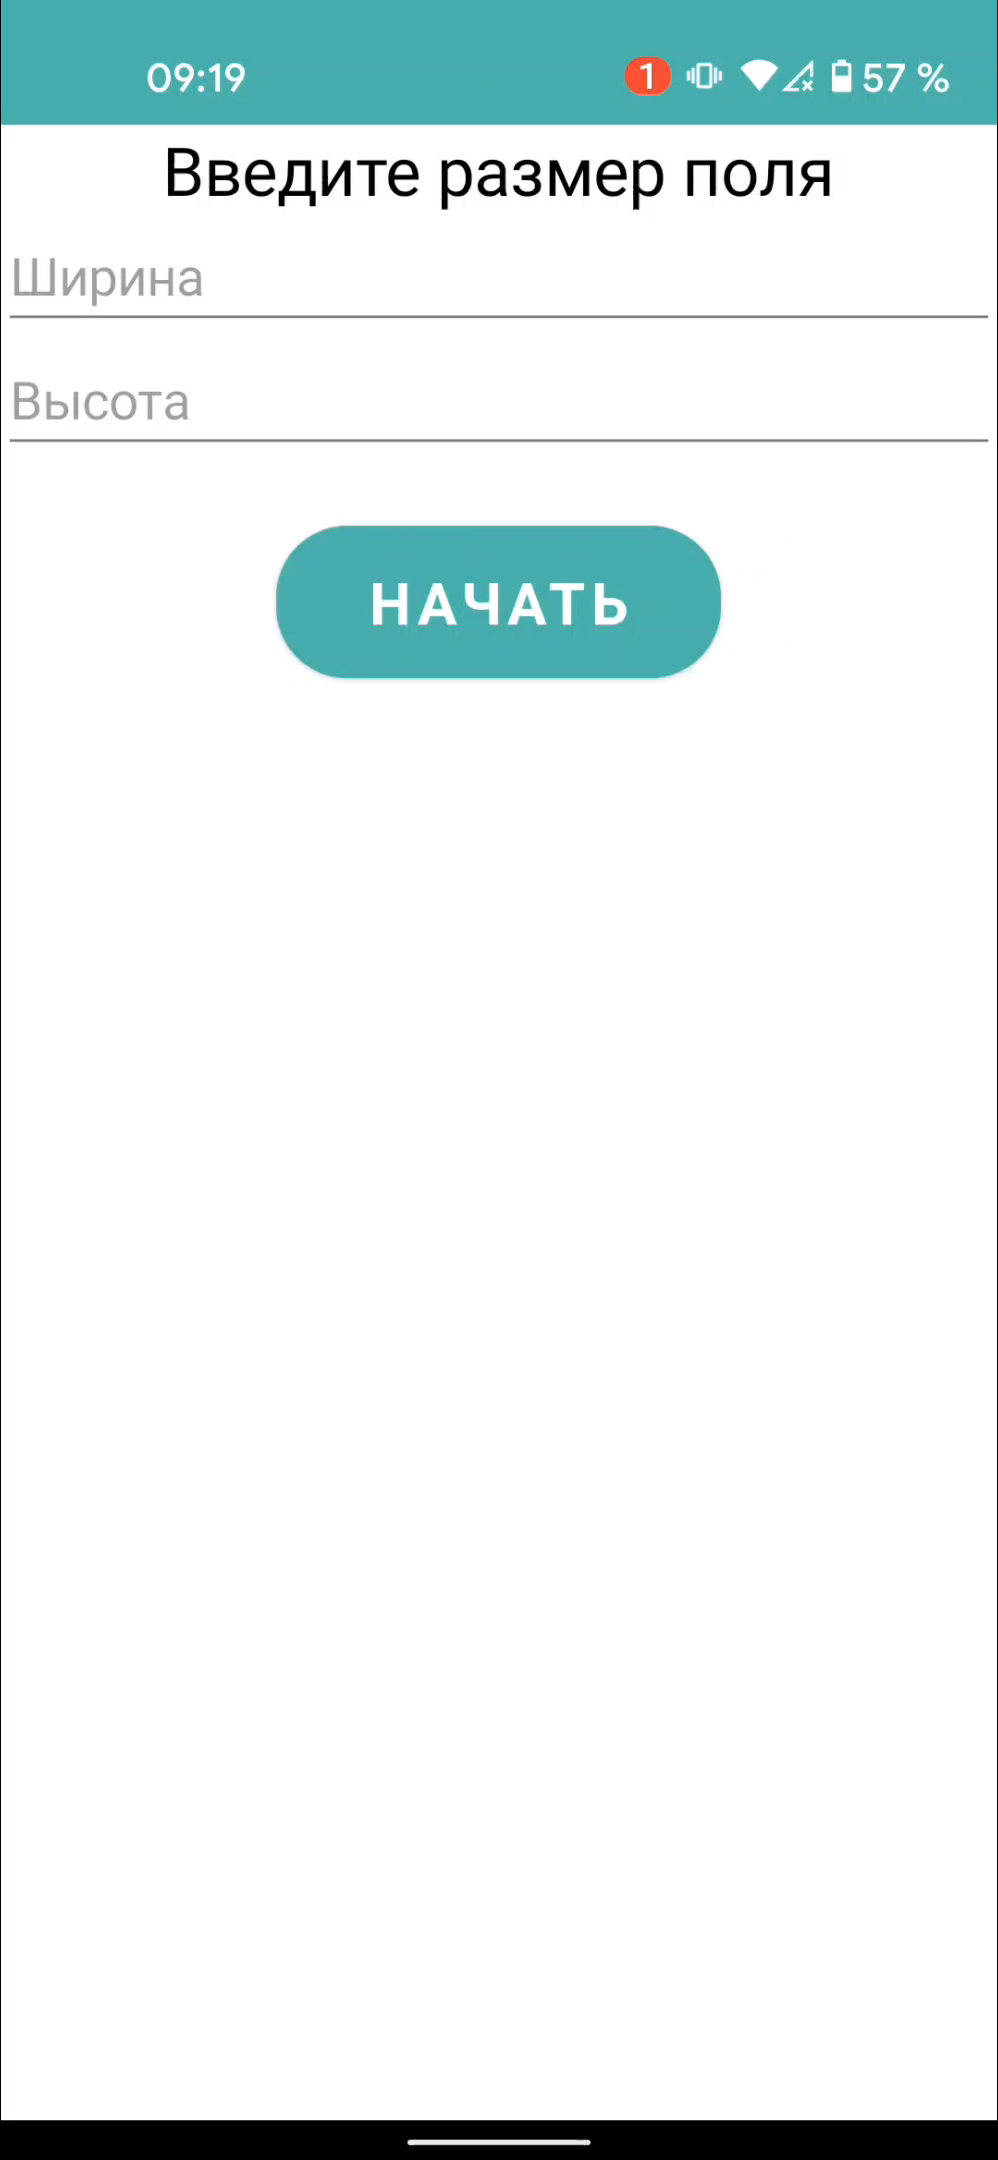 09:19
1
57 %
Введите размер поля
Ширина
Высота
НАЧАТЬ